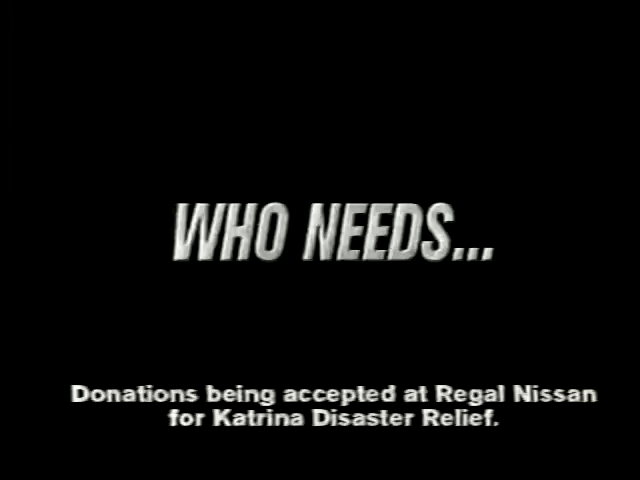 WHO NEEDS...
Donations being accepted at Regal Nissan
for Katrina Disaster Relief.